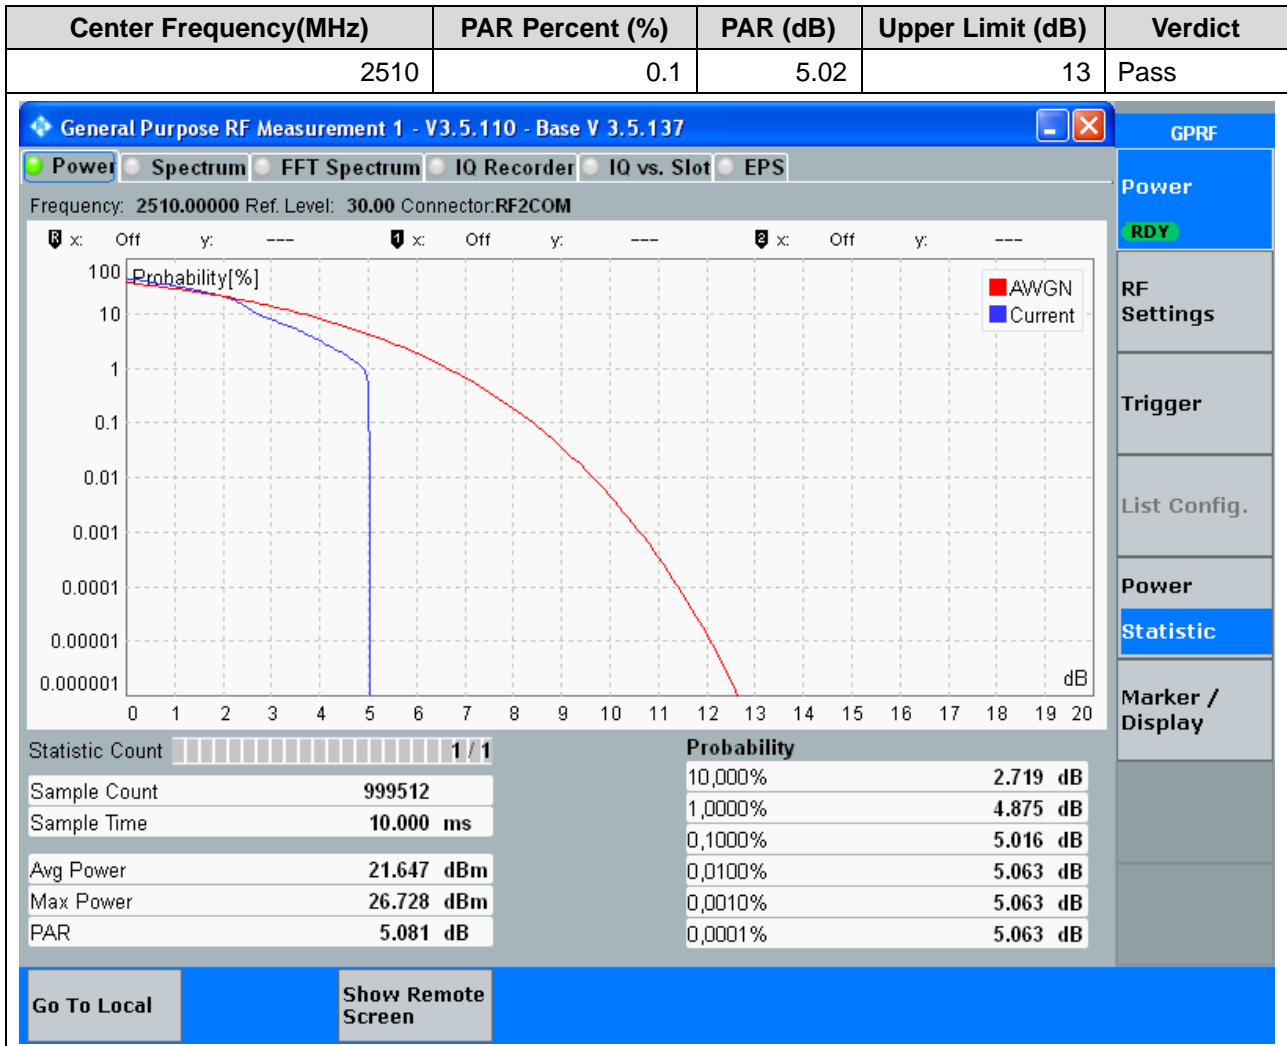 Center Frequency(MHz) PAR Percent (%) PAR (dB) Upper Limit (dB) Verdict
2510 0.1 5.02 13 Pass
General Purpose RF Measurement 1 - V3.5.110 - Base V 3.5.137
GPRF
Power Spectrum FFT Spectrum IQ Recorder IQ vs. Slot EPS
Frequency: 2510.00000 Ref. Level: 30.00 Connector:RF2COM
R x: Off y: --- 1 x: Off y: --- 2 x: Off y: ---
Probability[%]
AWGN
Current
100
10
1
0.1
0.01
0.001
0.0001
0.00001
0.000001
dB
0 1 2 3 4 5 6 7 8 9 10 11 12 13 14 15 16 17 18 19 20
Statistic Count 1 / 1
Sample Count 999512
Sample Time 10.000 ms
Avg Power 21.647 dBm
Max Power 26.728 dBm
PAR 5.081 dB
Probability
10,000% 2.719 dB
1,0000% 4.875 dB
0,1000% 5.016 dB
0,0100% 5.063 dB
0,0010% 5.063 dB
0,0001% 5.063 dB
Power
RDY
RF
Settings
Trigger
List Config.
Power
Statistic
Marker /
Display
Go To Local
Show Remote
Screen